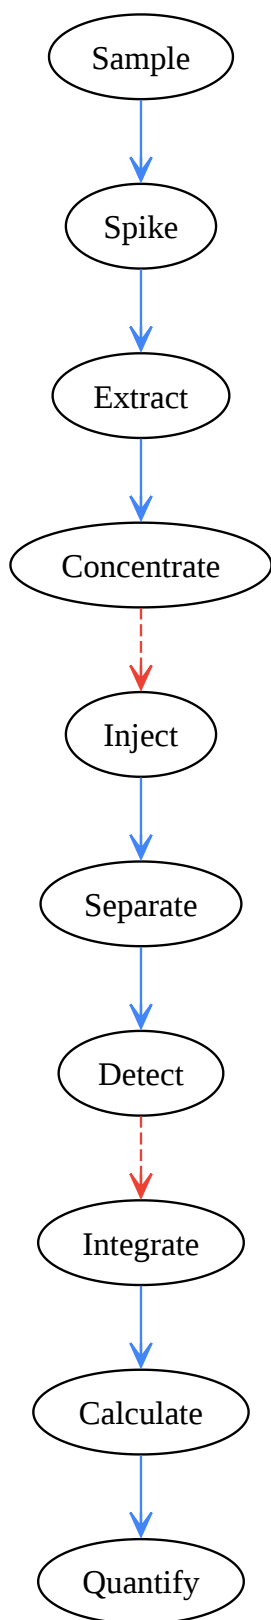 Sample
Spike
Extract
Concentrate
Inject
Separate
Detect
Integrate
Calculate
Quantify